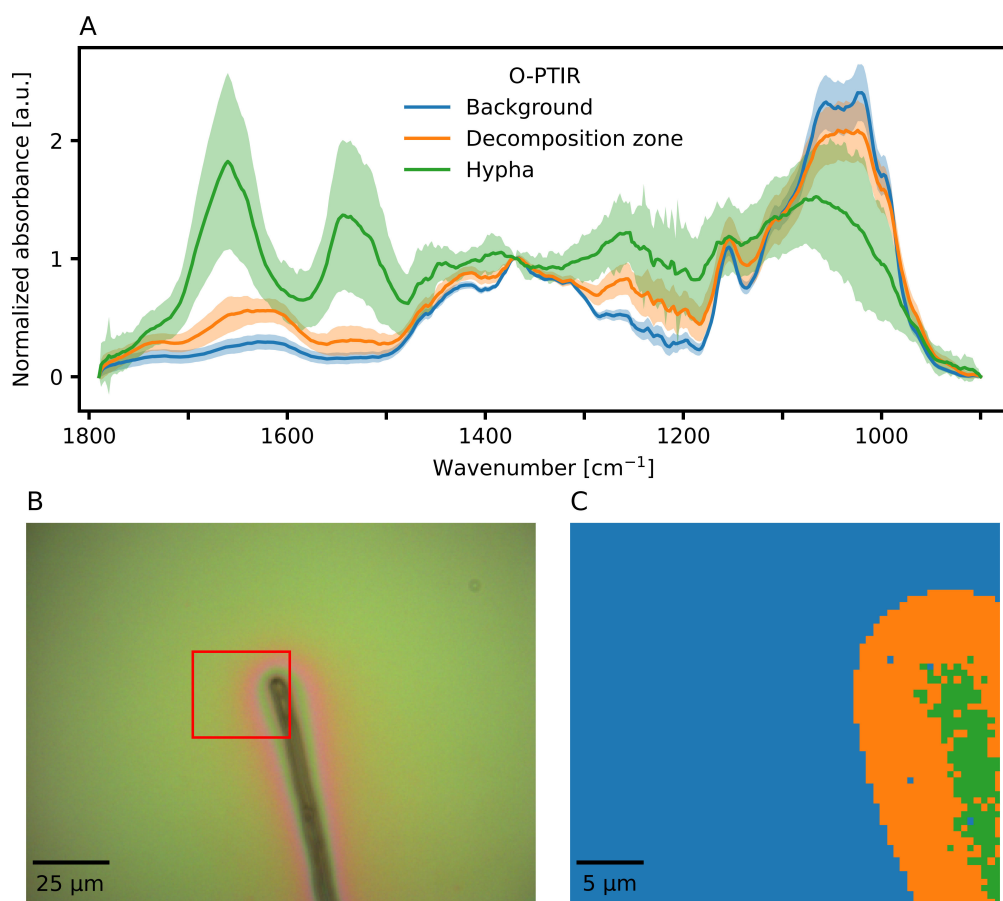 A
O-PTIR
Background
Decomposition zone
Hypha
Normalized absorbance [a.u.]
2
1
0
1800 1600 1400 1200 1000
Wavenumber [cm⁻¹]
B C
25 μm 5 μm